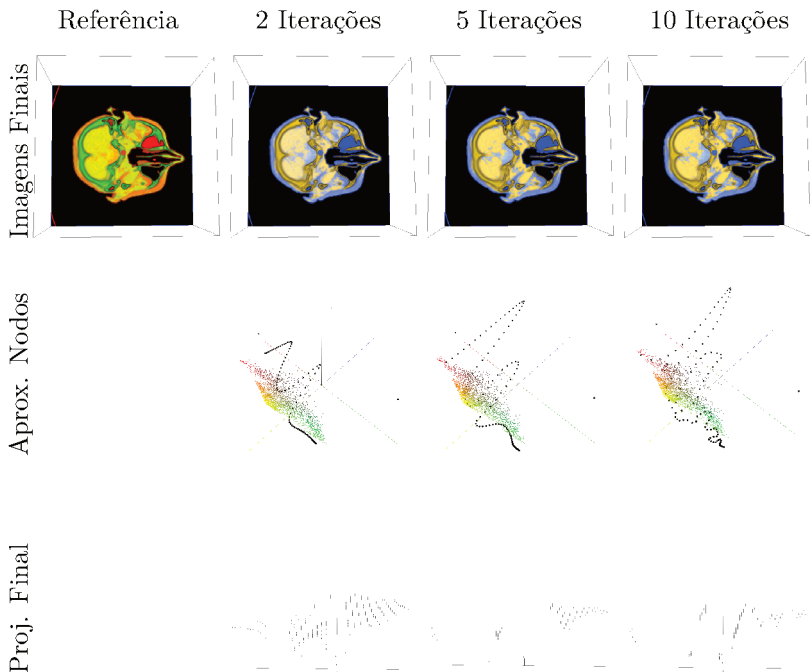 Referência
2 Iterações
5 Iterações
10 Iterações
Imagens Finais
Aprox. Nodos
Proj. Final